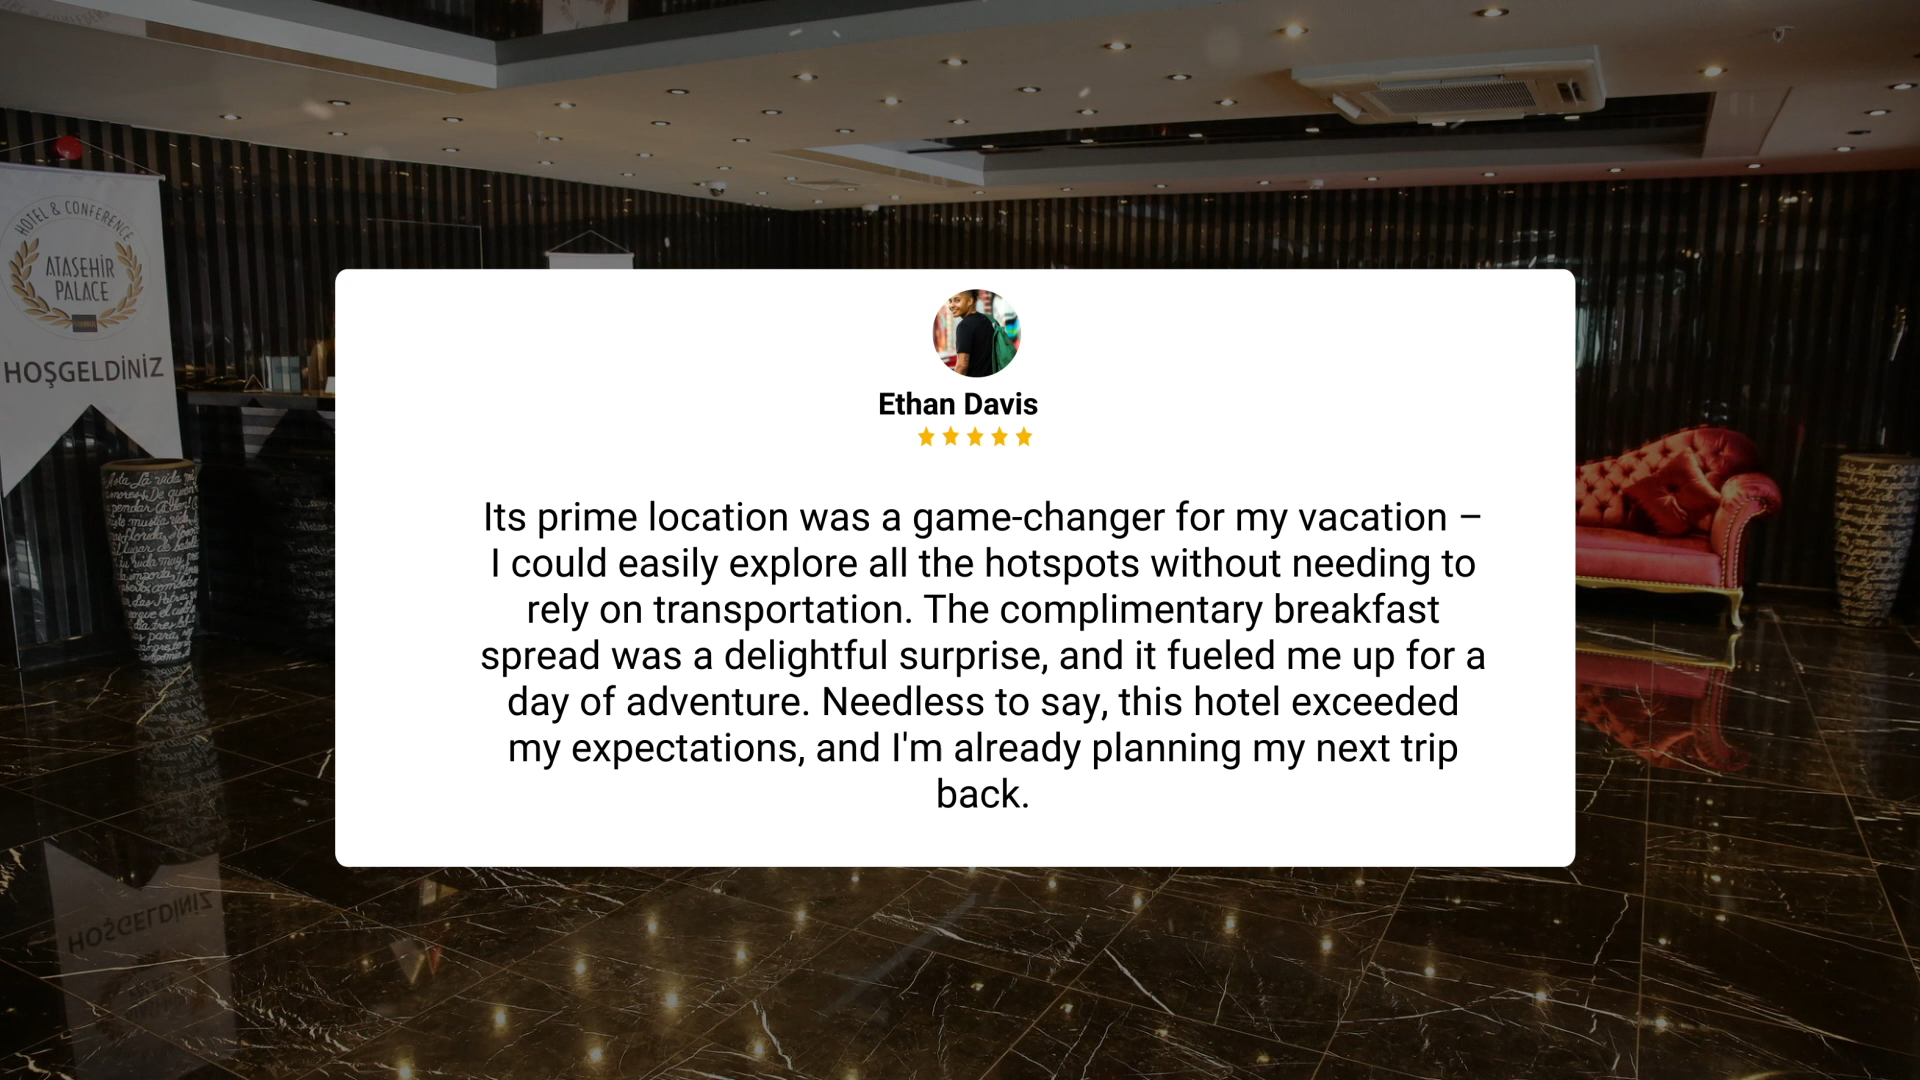 HOTEL & CONFERENCE
ATAŞEHİR
PALACE
HOŞGELDİNİZ
Ethan Davis
Its prime location was a game-changer for my vacation –
I could easily explore all the hotspots without needing to
rely on transportation. The complimentary breakfast
spread was a delightful surprise, and it fueled me up for a
day of adventure. Needless to say, this hotel exceeded
my expectations, and I'm already planning my next trip
back.